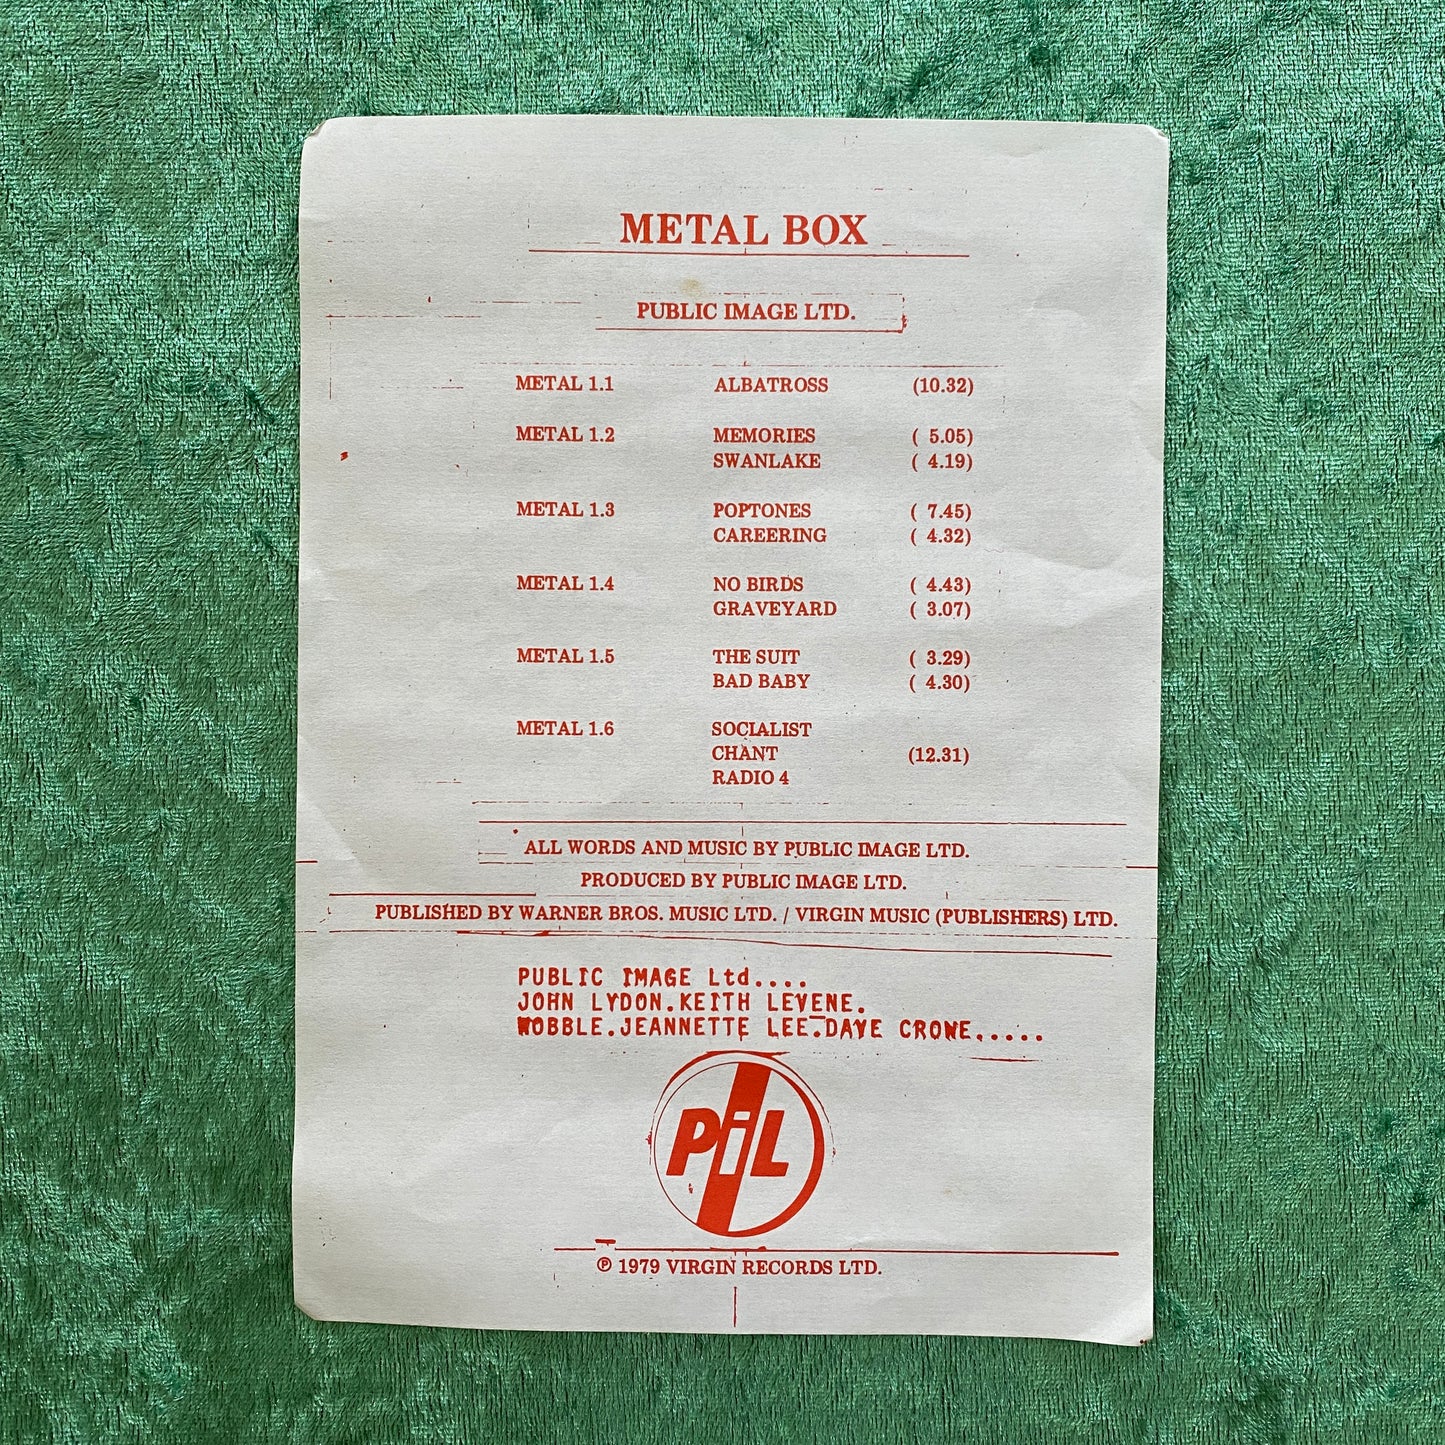 METAL BOX
PUBLIC IMAGE LTD.
METAL 1.1 ALBATROSS (10.32)
METAL 1.2 MEMORIES ( 5.05)
SWANLAKE ( 4.19)
METAL 1.3 POPTONES ( 7.45)
CAREERING ( 4.32)
METAL 1.4 NO BIRDS ( 4.43)
GRAVEYARD ( 3.07)
METAL 1.5 THE SUIT ( 3.29)
BAD BABY ( 4.30)
METAL 1.6 SOCIALIST
CHANT (12.31)
RADIO 4
ALL WORDS AND MUSIC BY PUBLIC IMAGE LTD.
PRODUCED BY PUBLIC IMAGE LTD.
PUBLISHED BY WARNER BROS. MUSIC LTD. / VIRGIN MUSIC (PUBLISHERS) LTD.
PUBLIC IMAGE Ltd....
JOHN LYDON.KEITH LEVENE.
WOBBLE.JEANNETTE LEE.DAVE CROWE.....
PiL
℗ 1979 VIRGIN RECORDS LTD.